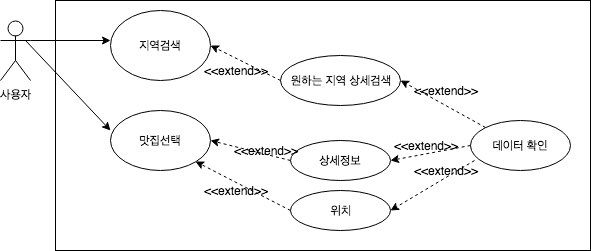 지역검색
<<extend>>
원하는 지역 상세검색
<<extend>>
사용자
맛집선택
<<extend>>
상세정보
<<extend>>
데이터 확인
<<extend>>
<<extend>>
위치